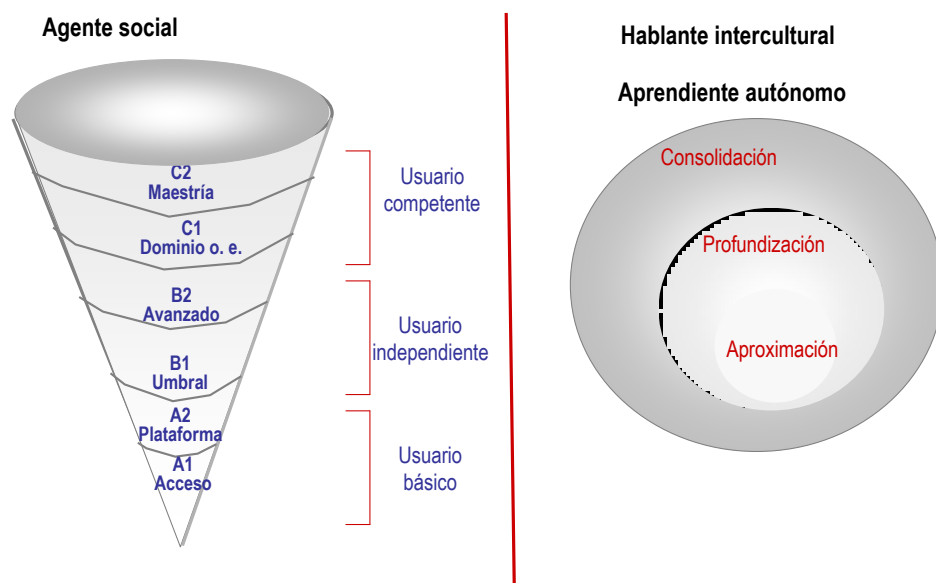 Agente social
C2
Maestría
C1
Dominio o. e.
B2
Avanzado
B1
Umbral
A2
Plataforma
A1
Acceso
Usuario
competente
Usuario
independiente
Usuario
básico
Hablante intercultural
Aprendiente autónomo
Consolidación
Profundización
Aproximación